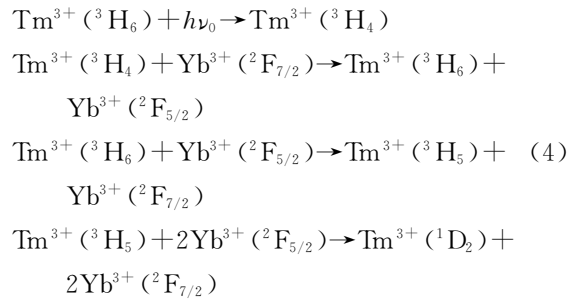 Tm³⁺(³H₆)+hν₀→Tm³⁺(³H₄)
Tm³⁺(³H₄)+Yb³⁺(²F₇/₂)→Tm³⁺(³H₆)+
Yb³⁺(²F₅/₂)
Tm³⁺(³H₆)+Yb³⁺(²F₅/₂)→Tm³⁺(³H₅)+ (4)
Yb³⁺(²F₇/₂)
Tm³⁺(³H₅)+2Yb³⁺(²F₅/₂)→Tm³⁺(¹D₂)+
2Yb³⁺(²F₇/₂)